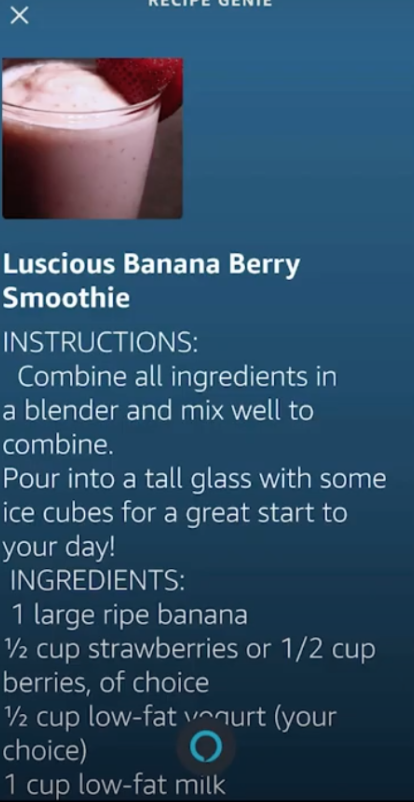 RECIPE GENIE
Luscious Banana Berry
Smoothie
INSTRUCTIONS:
Combine all ingredients in
a blender and mix well to
combine.
Pour into a tall glass with some
ice cubes for a great start to
your day!
INGREDIENTS:
1 large ripe banana
½ cup strawberries or 1/2 cup
berries, of choice
½ cup low-fat yogurt (your
choice)
1 cup low-fat milk